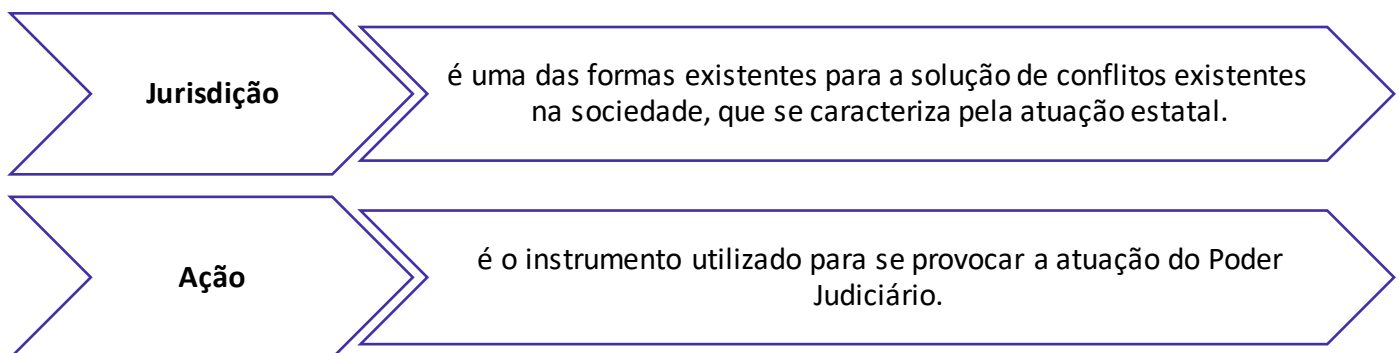 Jurisdição
é uma das formas existentes para a solução de conflitos existentes
na sociedade, que se caracteriza pela atuação estatal.
Ação
é o instrumento utilizado para se provocar a atuação do Poder
Judiciário.